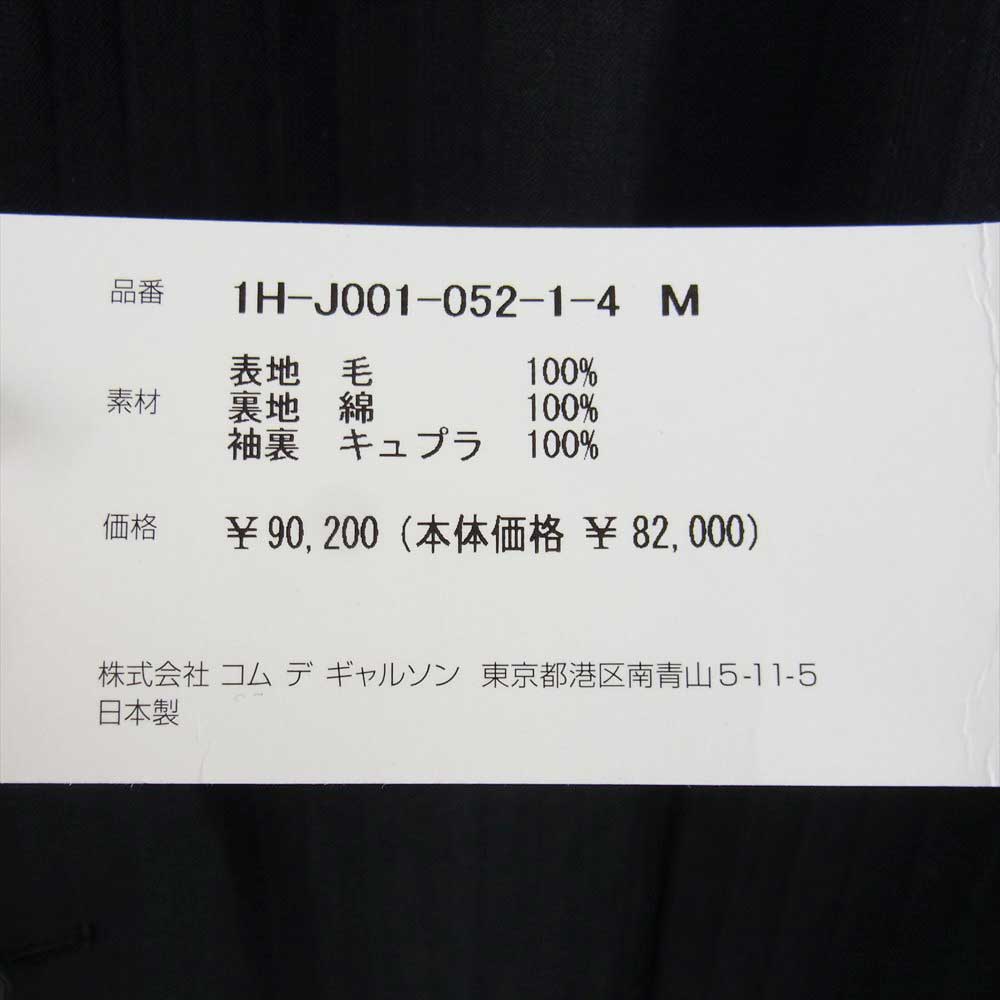 品番 1H-J001-052-1-4 M
表地 毛 100%
素材 裏地 綿 100%
袖裏 キュプラ 100%
価格 ￥90,200 (本体価格 ￥ 82,000)
株式会社 コム デ ギャルソン 東京都港区南青山5-11-5
日本製